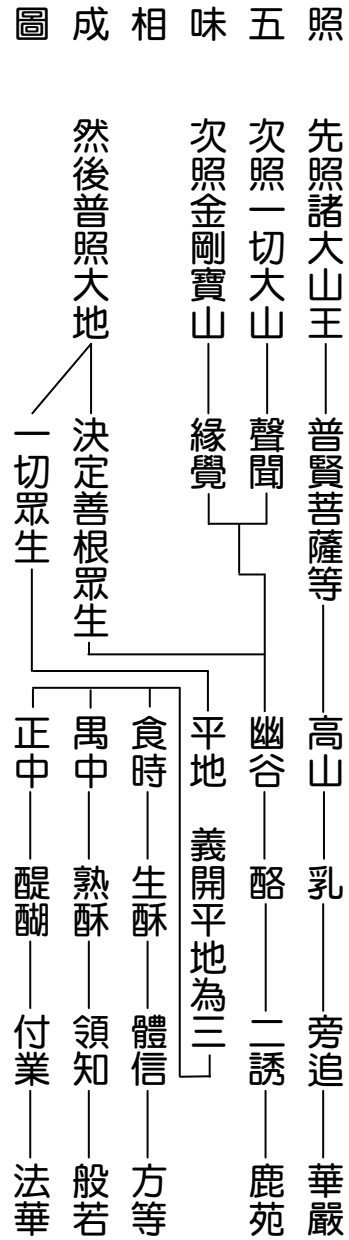 照五味相成圖
先照諸大山王 普賢菩薩等 高山 乳 旁追 華嚴
次照一切大山 聲聞 幽谷 酪 二誘 鹿苑
次照金剛寶山 緣覺 平地 義開平地為三
食時 生酥 體信 方等
然後普照大地 決定善根眾生 禺中 熟酥 領知 般若
一切眾生 正中 醍醐 付業 法華